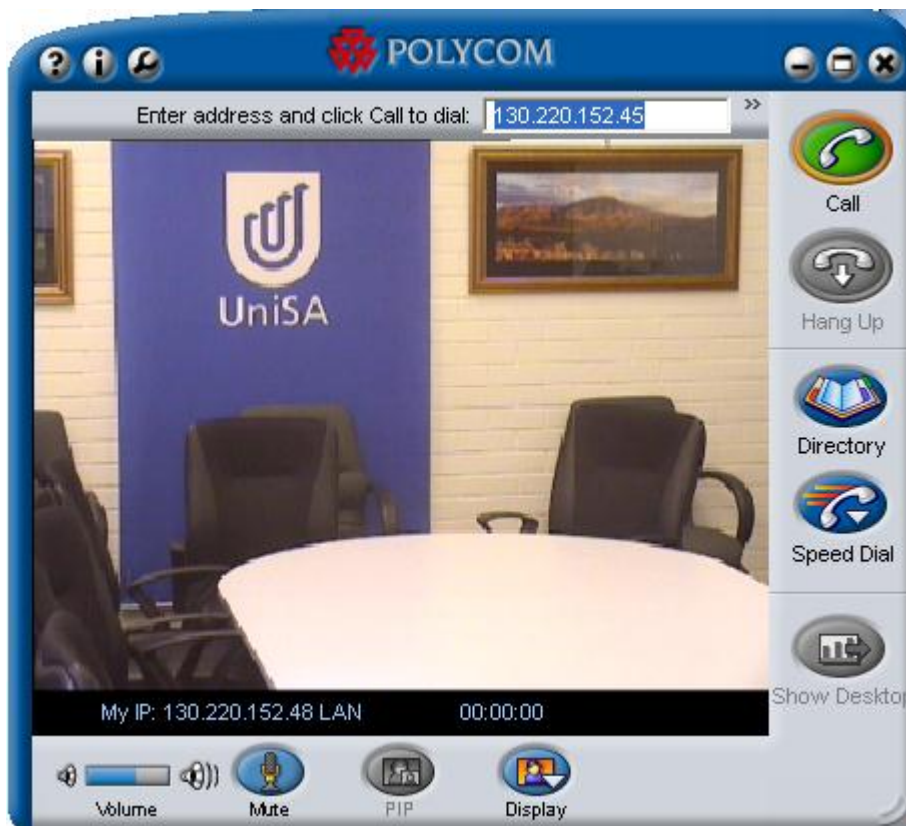 POLYCOM
Enter address and click Call to dial: 130.220.152.45 »
Call
Hang Up
Directory
Speed Dial
Show Desktop
UniSA
My IP: 130.220.152.48 LAN 00:00:00
Volume Mute PIP Display